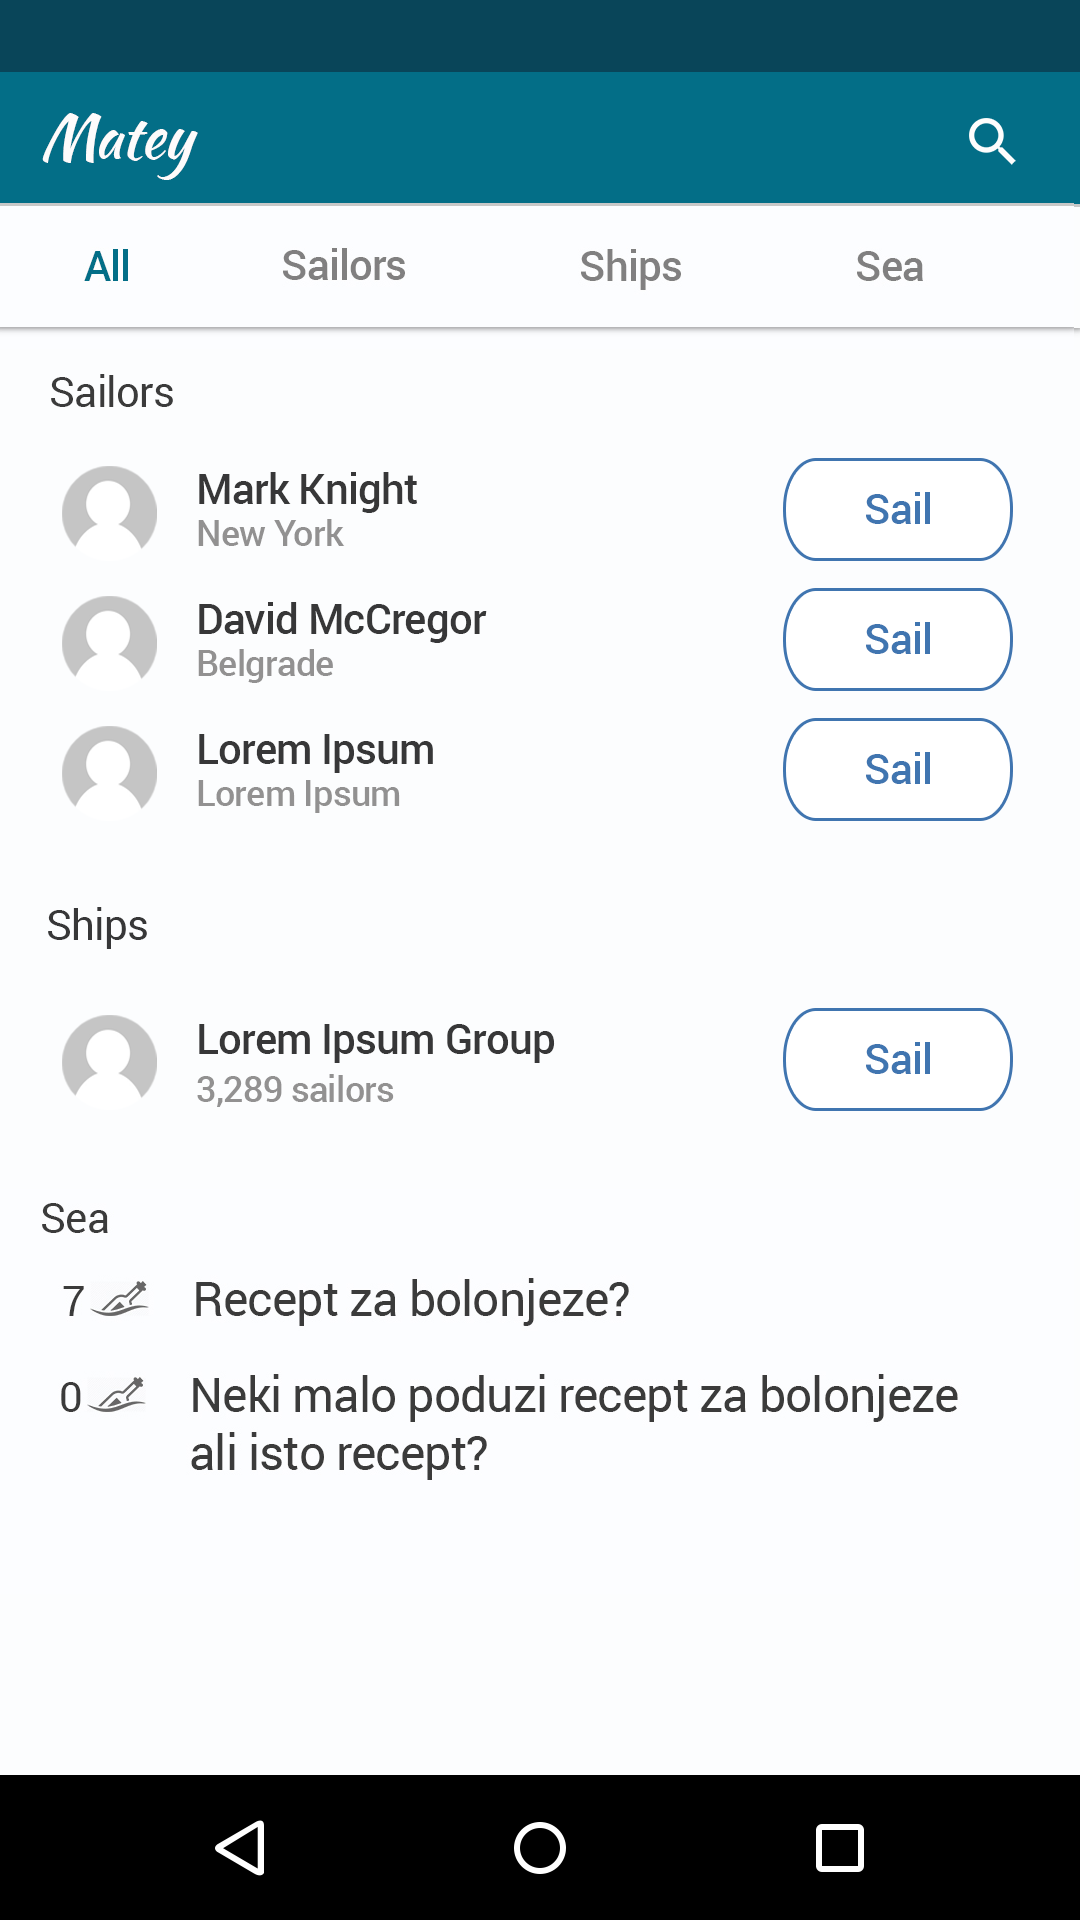 Matey
All Sailors Ships Sea
Sailors
Mark Knight
New York
Sail
David McCregor
Belgrade
Sail
Lorem Ipsum
Lorem Ipsum
Sail
Ships
Lorem Ipsum Group
3,289 sailors
Sail
Sea
7 Recept za bolonjeze?
0 Neki malo poduzi recept za bolonjeze
ali isto recept?